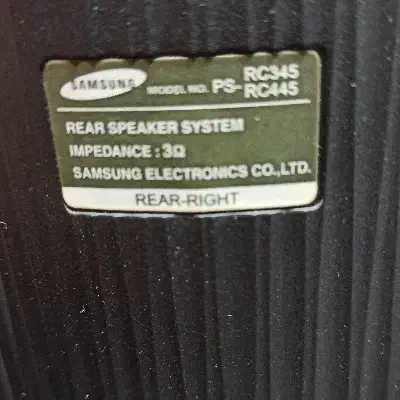 SAMSUNG MODEL NO. PS-RC345
RC445
REAR SPEAKER SYSTEM
IMPEDANCE : 3Ω
SAMSUNG ELECTRONICS CO.,LTD.
REAR-RIGHT